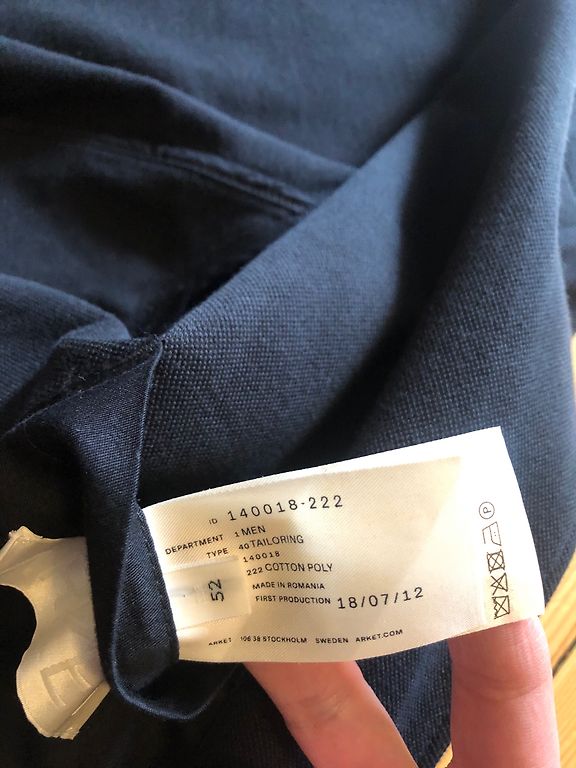 ID 140018-222
DEPARTMENT 1 MEN
TYPE 40 TAILORING
140018
222 COTTON POLY
52
MADE IN ROMANIA
FIRST PRODUCTION 18/07/12
ARKET 106 38 STOCKHOLM SWEDEN ARKET.COM
P